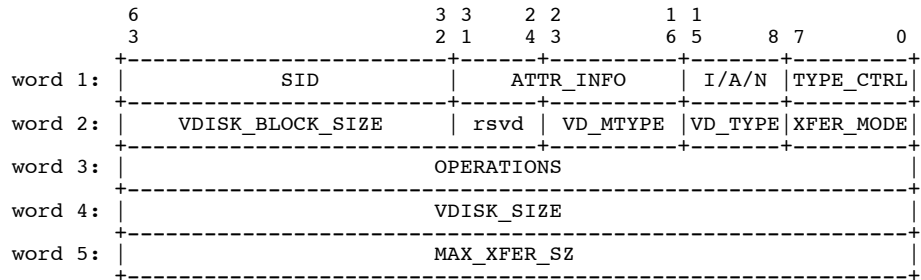 6 3 3 2 2 1 1
3 2 1 4 3 6 5 8 7 0
word 1: | SID | ATTR_INFO | I/A/N |TYPE_CTRL|
word 2: | VDISK_BLOCK_SIZE | rsvd | VD_MTYPE |VD_TYPE|XFER_MODE|
word 3: | OPERATIONS |
word 4: | VDISK_SIZE |
word 5: | MAX_XFER_SZ |